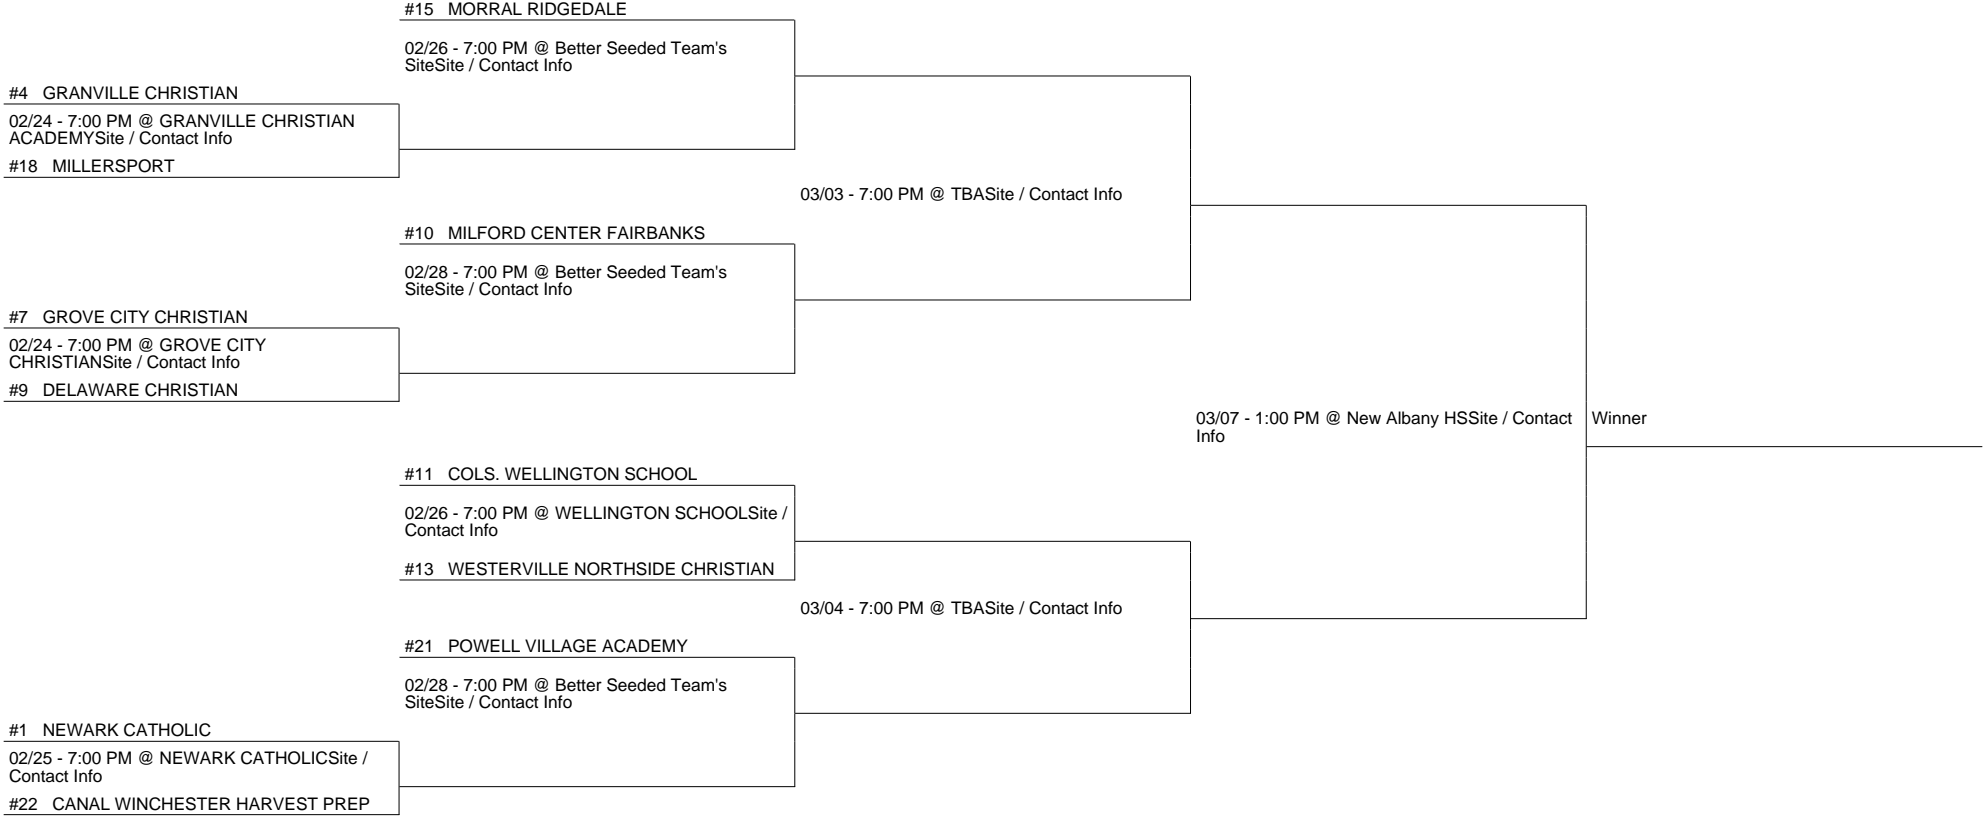 #15 MORRAL RIDGEDALE
02/26 - 7:00 PM @ Better Seeded Team's
SiteSite / Contact Info
#4 GRANVILLE CHRISTIAN
02/24 - 7:00 PM @ GRANVILLE CHRISTIAN
ACADEMYSite / Contact Info
#18 MILLERSPORT
03/03 - 7:00 PM @ TBASite / Contact Info
#10 MILFORD CENTER FAIRBANKS
02/28 - 7:00 PM @ Better Seeded Team's
SiteSite / Contact Info
#7 GROVE CITY CHRISTIAN
02/24 - 7:00 PM @ GROVE CITY
CHRISTIANSite / Contact Info
#9 DELAWARE CHRISTIAN
03/07 - 1:00 PM @ New Albany HSSite / Contact
Info
Winner
#11 COLS. WELLINGTON SCHOOL
02/26 - 7:00 PM @ WELLINGTON SCHOOLSite /
Contact Info
#13 WESTERVILLE NORTHSIDE CHRISTIAN
03/04 - 7:00 PM @ TBASite / Contact Info
#21 POWELL VILLAGE ACADEMY
02/28 - 7:00 PM @ Better Seeded Team's
SiteSite / Contact Info
#1 NEWARK CATHOLIC
02/25 - 7:00 PM @ NEWARK CATHOLICSite /
Contact Info
#22 CANAL WINCHESTER HARVEST PREP